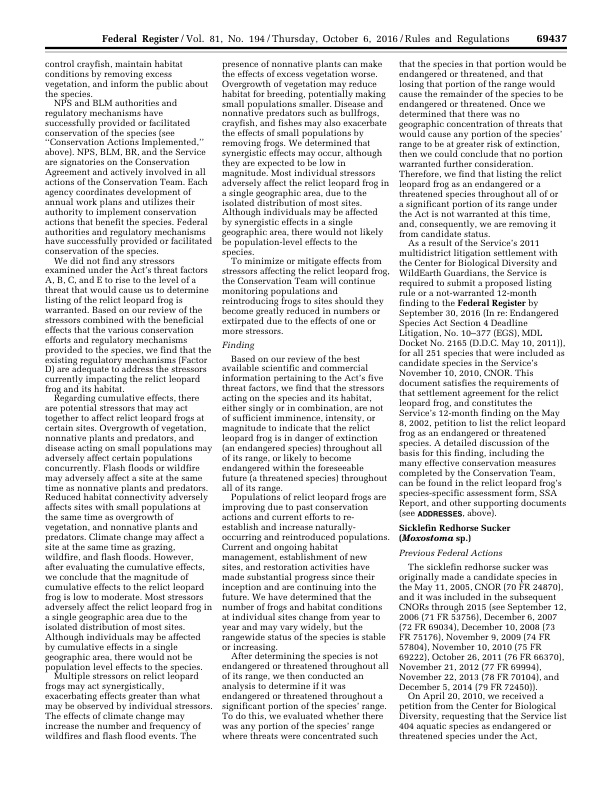 Federal Register / Vol. 81, No. 194 / Thursday, October 6, 2016 / Rules and Regulations 69437
control crayfish, maintain habitat
conditions by removing excess
vegetation, and inform the public about
the species.
NPS and BLM authorities and
regulatory mechanisms have
successfully provided or facilitated
conservation of the species (see
‘‘Conservation Actions Implemented,’’
above). NPS, BLM, BR, and the Service
are signatories on the Conservation
Agreement and actively involved in all
actions of the Conservation Team. Each
agency coordinates development of
annual work plans and utilizes their
authority to implement conservation
actions that benefit the species. Federal
authorities and regulatory mechanisms
have successfully provided or facilitated
conservation of the species.
We did not find any stressors
examined under the Act’s threat factors
A, B, C, and E to rise to the level of a
threat that would cause us to determine
listing of the relict leopard frog is
warranted. Based on our review of the
stressors combined with the beneficial
effects that the various conservation
efforts and regulatory mechanisms
provided to the species, we find that the
existing regulatory mechanisms (Factor
D) are adequate to address the stressors
currently impacting the relict leopard
frog and its habitat.
Regarding cumulative effects, there
are potential stressors that may act
together to affect relict leopard frogs at
certain sites. Overgrowth of vegetation,
nonnative plants and predators, and
disease acting on small populations may
adversely affect certain populations
concurrently. Flash floods or wildfire
may adversely affect a site at the same
time as nonnative plants and predators.
Reduced habitat connectivity adversely
affects sites with small populations at
the same time as overgrowth of
vegetation, and nonnative plants and
predators. Climate change may affect a
site at the same time as grazing,
wildfire, and flash floods. However,
after evaluating the cumulative effects,
we conclude that the magnitude of
cumulative effects to the relict leopard
frog is low to moderate. Most stressors
adversely affect the relict leopard frog in
a single geographic area due to the
isolated distribution of most sites.
Although individuals may be affected
by cumulative effects in a single
geographic area, there would not be
population level effects to the species.
Multiple stressors on relict leopard
frogs may act synergistically,
exacerbating effects greater than what
may be observed by individual stressors.
The effects of climate change may
increase the number and frequency of
wildfires and flash flood events. The
presence of nonnative plants can make
the effects of excess vegetation worse.
Overgrowth of vegetation may reduce
habitat for breeding, potentially making
small populations smaller. Disease and
nonnative predators such as bullfrogs,
crayfish, and fishes may also exacerbate
the effects of small populations by
removing frogs. We determined that
synergistic effects may occur, although
they are expected to be low in
magnitude. Most individual stressors
adversely affect the relict leopard frog in
a single geographic area, due to the
isolated distribution of most sites.
Although individuals may be affected
by synergistic effects in a single
geographic area, there would not likely
be population-level effects to the
species.
To minimize or mitigate effects from
stressors affecting the relict leopard frog,
the Conservation Team will continue
monitoring populations and
reintroducing frogs to sites should they
become greatly reduced in numbers or
extirpated due to the effects of one or
more stressors.
Finding
Based on our review of the best
available scientific and commercial
information pertaining to the Act’s five
threat factors, we find that the stressors
acting on the species and its habitat,
either singly or in combination, are not
of sufficient imminence, intensity, or
magnitude to indicate that the relict
leopard frog is in danger of extinction
(an endangered species) throughout all
of its range, or likely to become
endangered within the foreseeable
future (a threatened species) throughout
all of its range.
Populations of relict leopard frogs are
improving due to past conservation
actions and current efforts to re-
establish and increase naturally-
occurring and reintroduced populations.
Current and ongoing habitat
management, establishment of new
sites, and restoration activities have
made substantial progress since their
inception and are continuing into the
future. We have determined that the
number of frogs and habitat conditions
at individual sites change from year to
year and may vary widely, but the
rangewide status of the species is stable
or increasing.
After determining the species is not
endangered or threatened throughout all
of its range, we then conducted an
analysis to determine if it was
endangered or threatened throughout a
significant portion of the species’ range.
To do this, we evaluated whether there
was any portion of the species’ range
where threats were concentrated such
that the species in that portion would be
endangered or threatened, and that
losing that portion of the range would
cause the remainder of the species to be
endangered or threatened. Once we
determined that there was no
geographic concentration of threats that
would cause any portion of the species’
range to be at greater risk of extinction,
then we could conclude that no portion
warranted further consideration.
Therefore, we find that listing the relict
leopard frog as an endangered or a
threatened species throughout all of or
a significant portion of its range under
the Act is not warranted at this time,
and, consequently, we are removing it
from candidate status.
As a result of the Service’s 2011
multidistrict litigation settlement with
the Center for Biological Diversity and
WildEarth Guardians, the Service is
required to submit a proposed listing
rule or a not-warranted 12-month
finding to the Federal Register by
September 30, 2016 (In re: Endangered
Species Act Section 4 Deadline
Litigation, No. 10–377 (EGS), MDL
Docket No. 2165 (D.D.C. May 10, 2011)),
for all 251 species that were included as
candidate species in the Service’s
November 10, 2010, CNOR. This
document satisfies the requirements of
that settlement agreement for the relict
leopard frog, and constitutes the
Service’s 12-month finding on the May
8, 2002, petition to list the relict leopard
frog as an endangered or threatened
species. A detailed discussion of the
basis for this finding, including the
many effective conservation measures
completed by the Conservation Team,
can be found in the relict leopard frog’s
species-specific assessment form, SSA
Report, and other supporting documents
(see ADDRESSES, above).
Sicklefin Redhorse Sucker
(Moxostoma sp.)
Previous Federal Actions
The sicklefin redhorse sucker was
originally made a candidate species in
the May 11, 2005, CNOR (70 FR 24870),
and it was included in the subsequent
CNORs through 2015 (see September 12,
2006 (71 FR 53756), December 6, 2007
(72 FR 69034), December 10, 2008 (73
FR 75176), November 9, 2009 (74 FR
57804), November 10, 2010 (75 FR
69222), October 26, 2011 (76 FR 66370),
November 21, 2012 (77 FR 69994),
November 22, 2013 (78 FR 70104), and
December 5, 2014 (79 FR 72450)).
On April 20, 2010, we received a
petition from the Center for Biological
Diversity, requesting that the Service list
404 aquatic species as endangered or
threatened species under the Act,